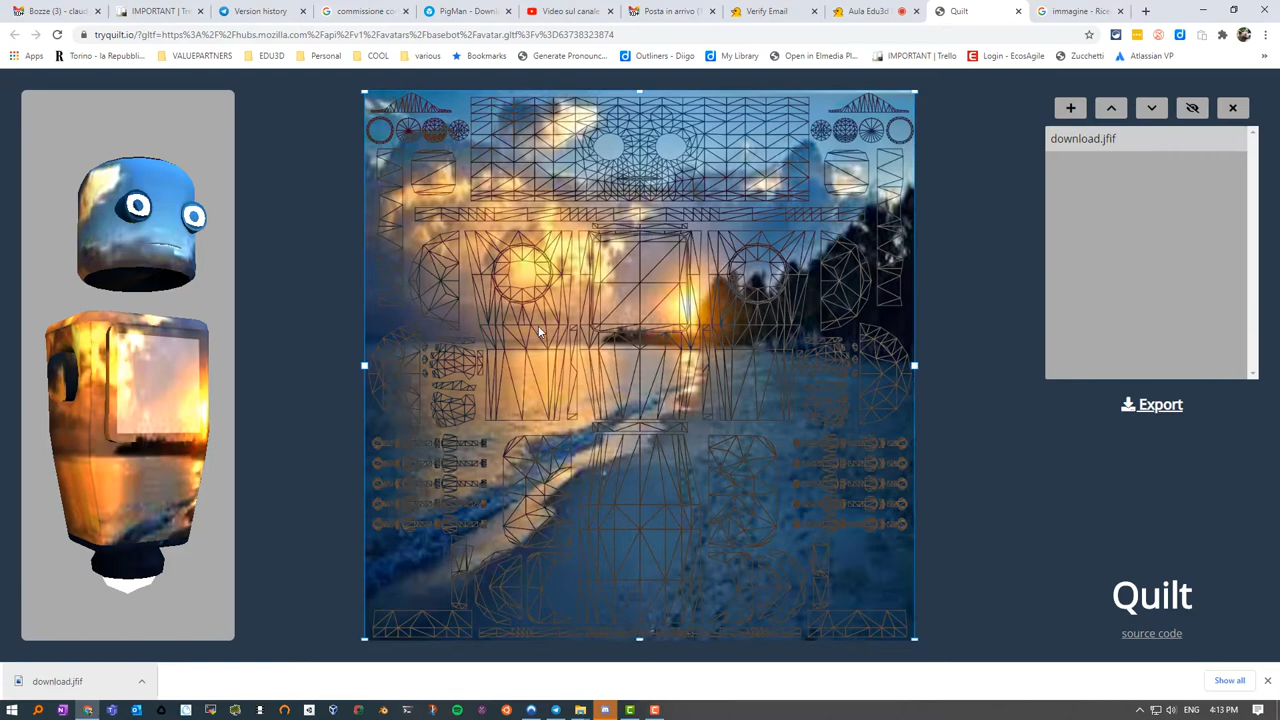 Bozze (3) - claud
IMPORTANT | Tr
Version history
commissione co
PigMan - Downl
Video sul canale
Posta in arrivo (1
Verify Email
Aula Edu3d
Quilt
immagine - Rice
tryquilt.io/?gltf=https%3A%2F%2Fhubs.mozilla.com%2Fapi%2Fv1%2Favatars%2Fbasebot%2Favatar.gltf%3Fv%3D63738323874
Apps
Torino - la Repubbli...
VALUEPARTNERS
EDU3D
Personal
COOL
various
Bookmarks
Generate Pronounc...
Outliners - Diigo
My Library
Open in Elmedia Pl...
IMPORTANT | Trello
Login - EcosAgile
Zucchetti
Atlassian VP
download.jfif
Export
Quilt
source code
download.jfif
Show all
ENG
4:13 PM